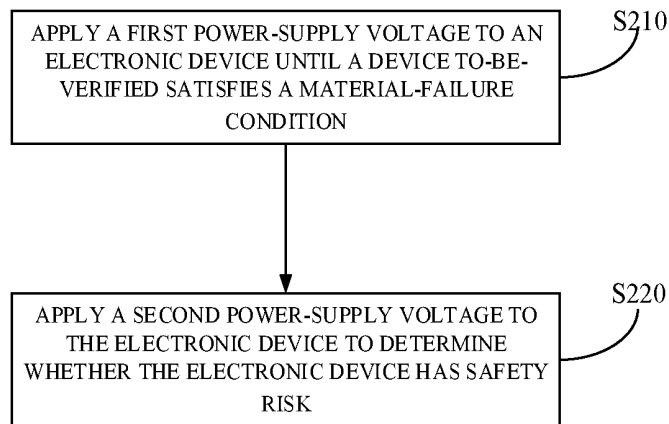 APPLY A FIRST POWER-SUPPLY VOLTAGE TO AN
ELECTRONIC DEVICE UNTIL A DEVICE TO-BE-
VERIFIED SATISFIES A MATERIAL-FAILURE
CONDITION
S210
APPLY A SECOND POWER-SUPPLY VOLTAGE TO
THE ELECTRONIC DEVICE TO DETERMINE
WHETHER THE ELECTRONIC DEVICE HAS SAFETY
RISK
S220